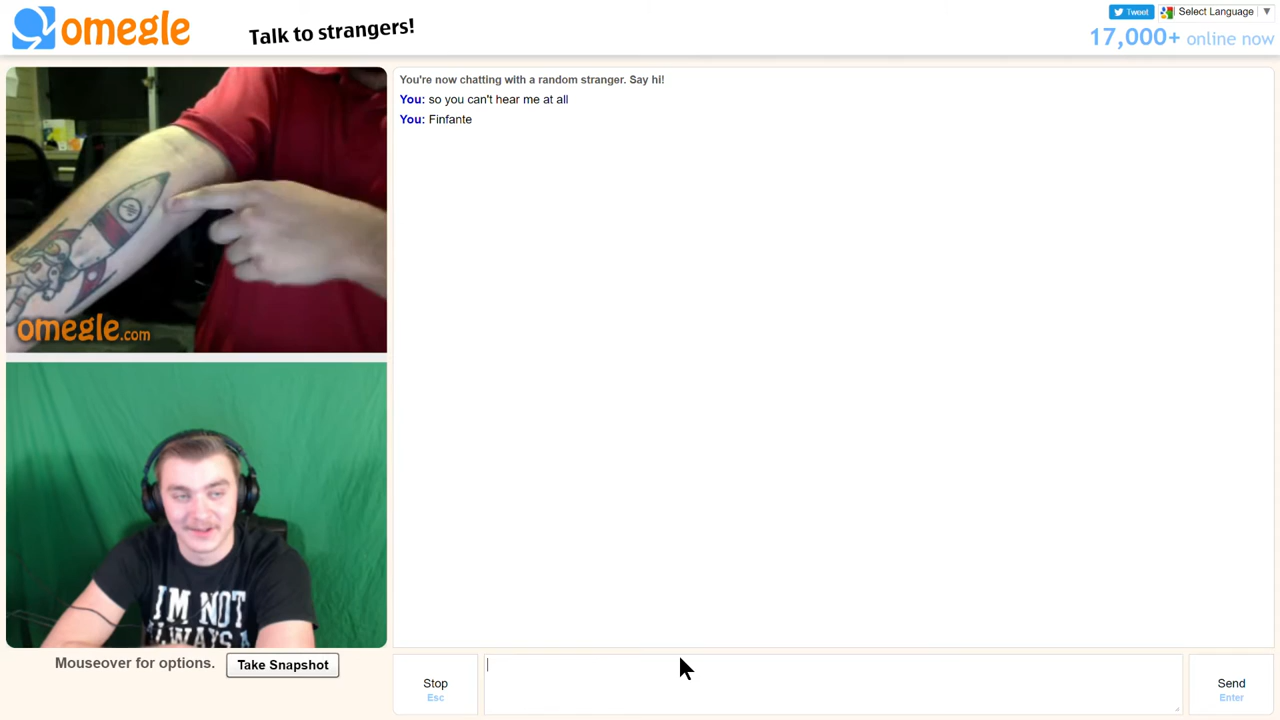 omegle
Talk to strangers!
Tweet
Select Language
17,000+ online now
You're now chatting with a random stranger. Say hi!
You: so you can't hear me at all
You: Finfante
omegle.com
I'M NOT
ALWAYS A
Mouseover for options.
Take Snapshot
Stop
Esc
Send
Enter